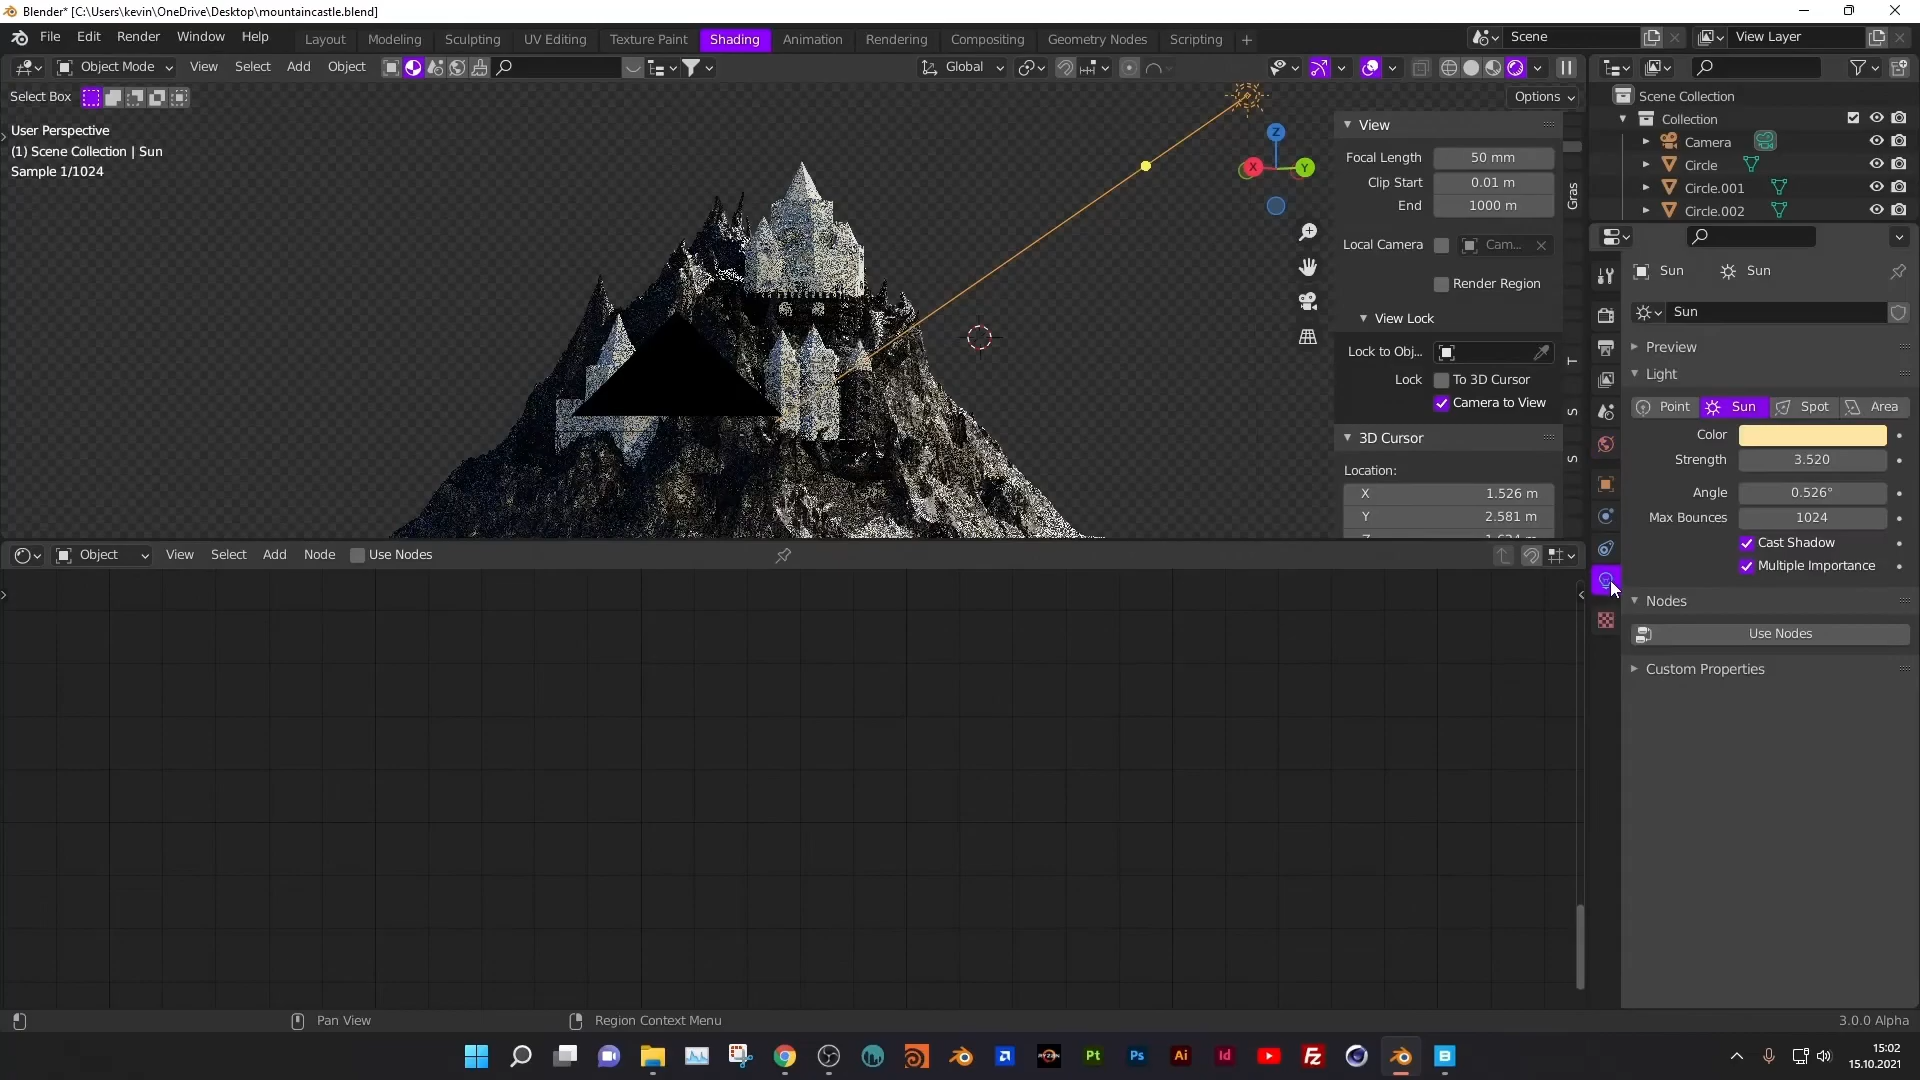 Blender* [C:\Users\kevin\OneDrive\Desktop\mountaincastle.blend]
File Edit Render Window Help Layout Modeling Sculpting UV Editing Texture Paint Shading Animation Rendering Compositing Geometry Nodes Scripting + Scene View Layer
Object Mode View Select Add Object Global
Select Box Options
User Perspective
(1) Scene Collection | Sun
Sample 1/1024
Z
X
Y
View
Focal Length 50 mm
Clip Start 0.01 m
End 1000 m
Local Camera Cam...
Render Region
View Lock
Lock to Obj...
Lock To 3D Cursor
Camera to View
3D Cursor
Location:
X 1.526 m
Y 2.581 m
Gras
T
S
S
Scene Collection
Collection
Camera
Circle
Circle.001
Circle.002
Sun Sun
Sun
Preview
Light
Point Sun Spot Area
Color
Strength 3.520
Angle 0.526°
Max Bounces 1024
Cast Shadow
Multiple Importance
Nodes
Use Nodes
Custom Properties
Object View Select Add Node Use Nodes
Pan View Region Context Menu 3.0.0 Alpha
RYZEN Pt Ps Ai Id Fz B
15:02
15.10.2021